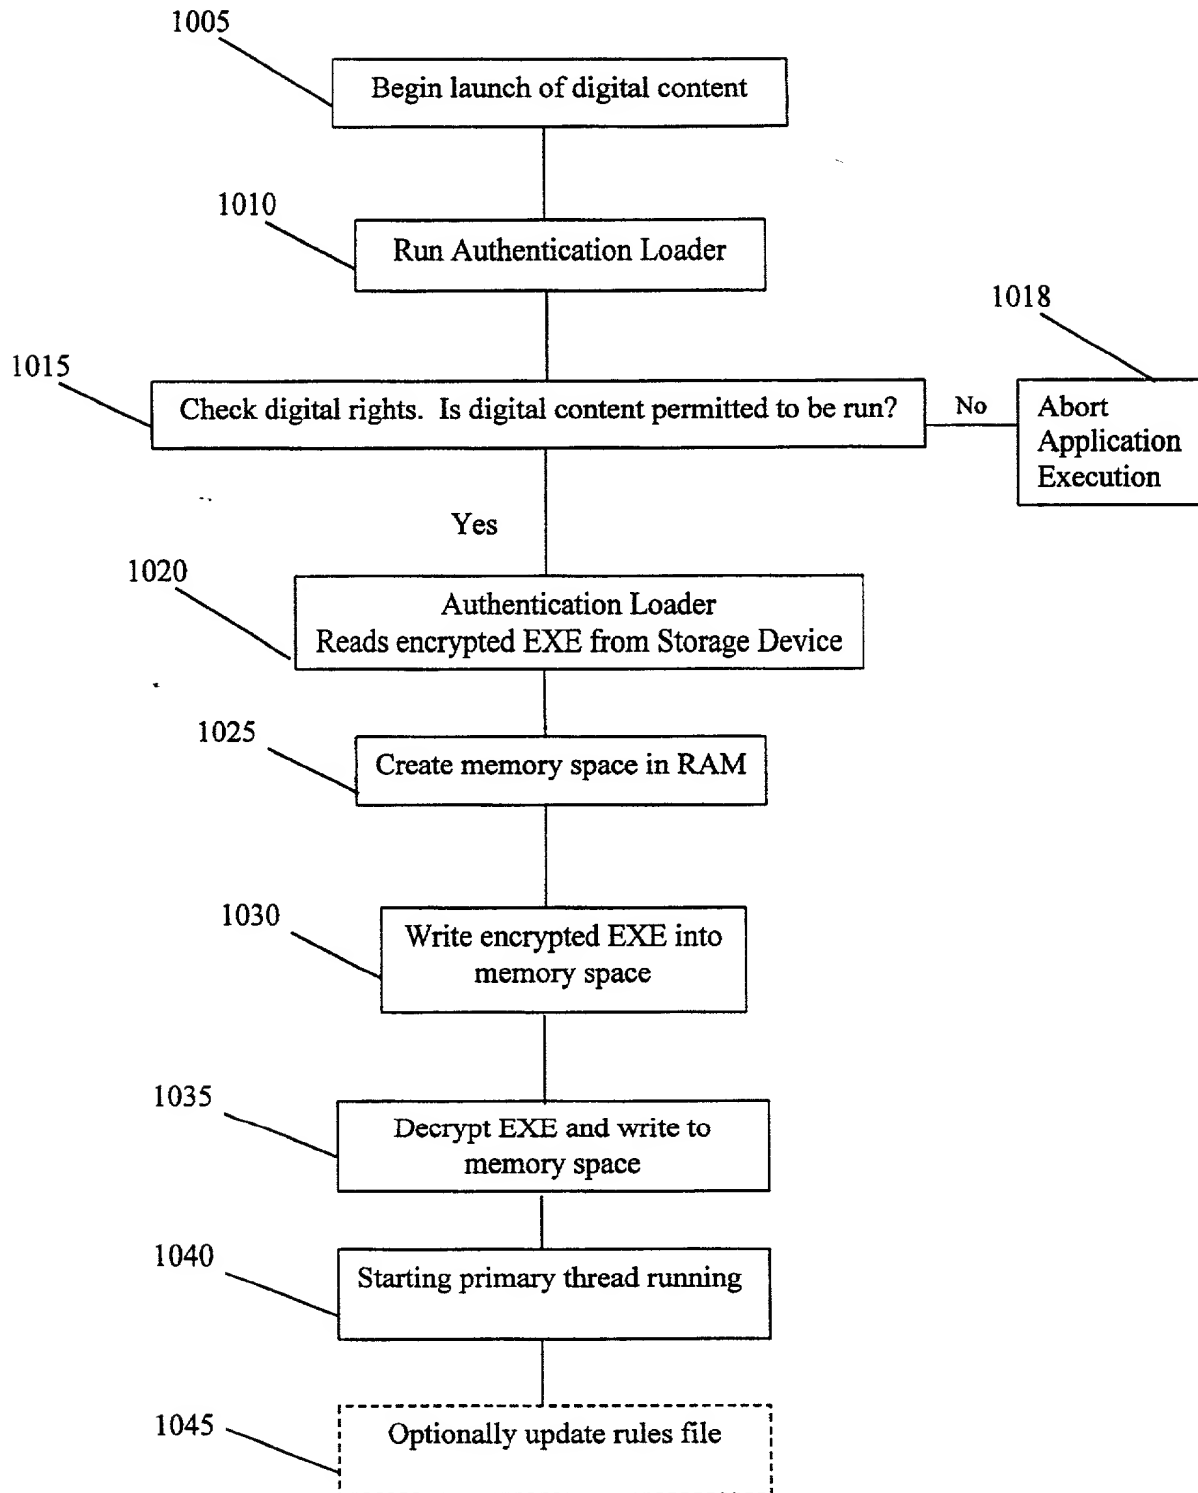 1005
Begin launch of digital content
1010
Run Authentication Loader
1018
1015
Check digital rights. Is digital content permitted to be run?
No
Abort
Application
Execution
Yes
1020
Authentication Loader
Reads encrypted EXE from Storage Device
1025
Create memory space in RAM
1030
Write encrypted EXE into
memory space
1035
Decrypt EXE and write to
memory space
1040
Starting primary thread running
1045
Optionally update rules file